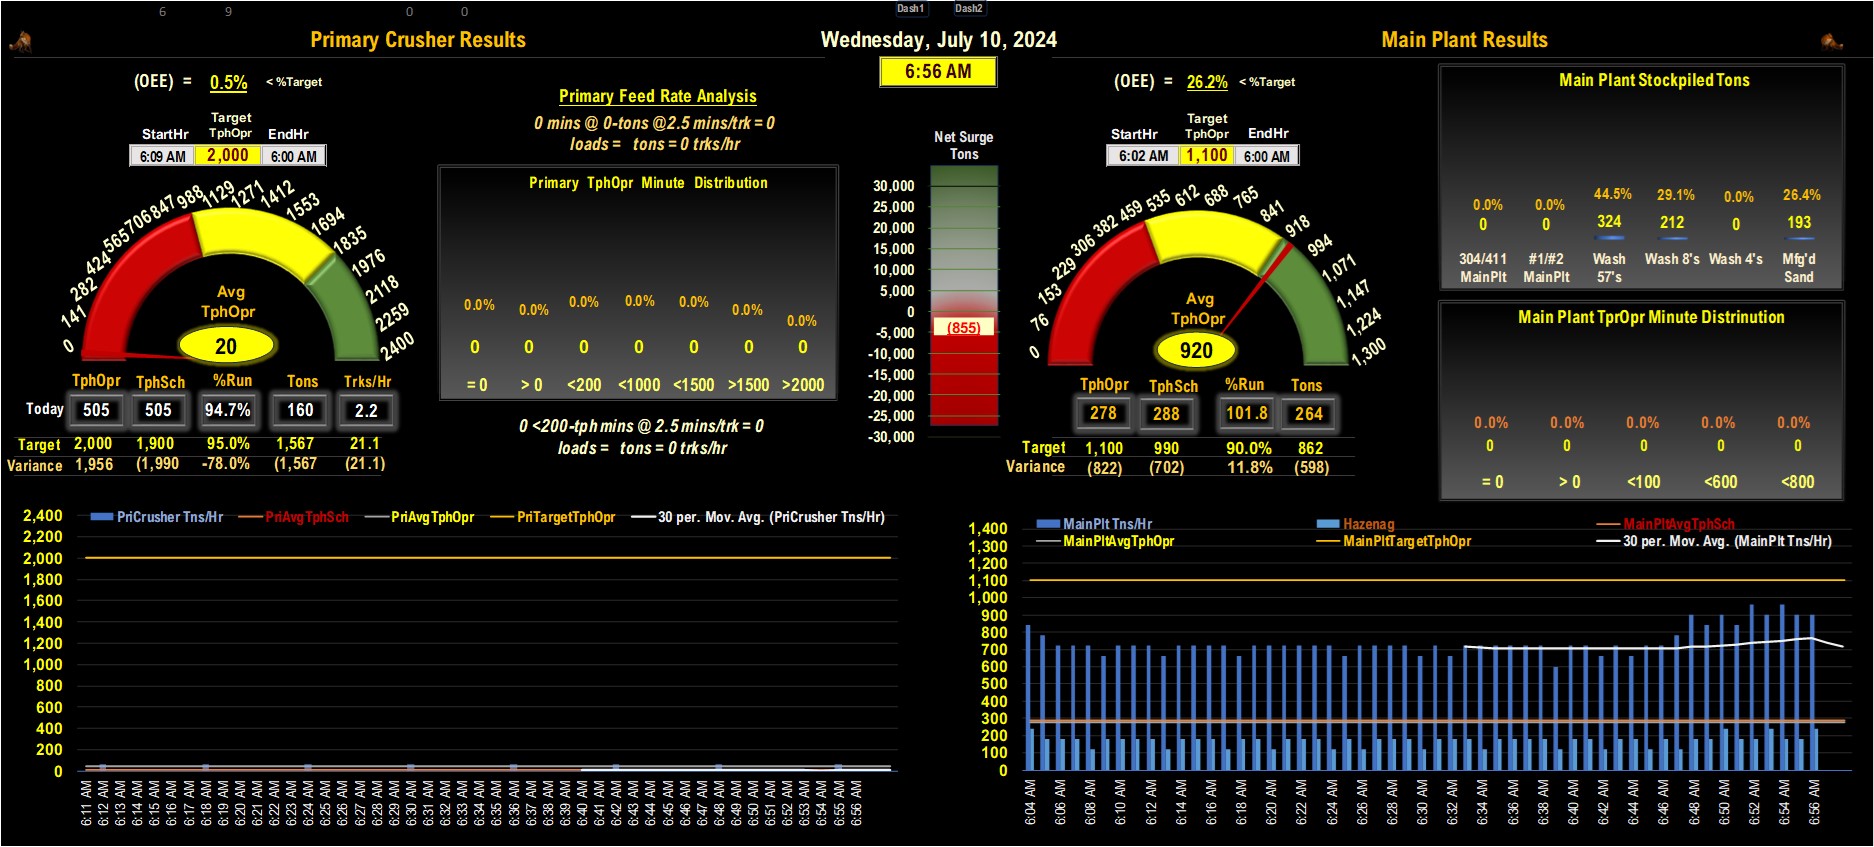 6 9 0 0 Dash1 Dash2
Primary Crusher Results
Wednesday, July 10, 2024
Main Plant Results
6:56 AM
(OEE) = 0.5% < %Target
Target
StartHr TphOpr EndHr
6:09 AM 2,000 6:00 AM
0 141 282 424 565 706 847 988 1129 1271 1412 1553 1694 1835 1976 2118 2259 2400
Avg
TphOpr
20
TphOpr TphSch %Run Tons Trks/Hr
Today 505 505 94.7% 160 2.2
Target 2,000 1,900 95.0% 1,567 21.1
Variance 1,956 (1,990 -78.0% (1,567 (21.1)
Primary Feed Rate Analysis
0 mins @ 0-tons @2.5 mins/trk = 0
loads = tons = 0 trks/hr
Primary TphOpr Minute Distribution
0.0% 0.0% 0.0% 0.0% 0.0% 0.0% 0.0%
0 0 0 0 0 0 0
= 0 > 0 <200 <1000 <1500 >1500 >2000
0 <200-tph mins @ 2.5 mins/trk = 0
loads = tons = 0 trks/hr
Net Surge
Tons
30,000
25,000
20,000
15,000
10,000
5,000
0
-5,000
-10,000
-15,000
-20,000
-25,000
-30,000
(855)
(OEE) = 26.2% < %Target
Target
StartHr TphOpr EndHr
6:02 AM 1,100 6:00 AM
0 76 153 229 306 382 459 535 612 688 765 841 918 994 1,071 1,147 1,224 1,300
Avg
TphOpr
920
TphOpr TphSch %Run Tons
278 288 101.8 264
Target 1,100 990 90.0% 862
Variance (822) (702) 11.8% (598)
Main Plant Stockpiled Tons
0.0% 0.0% 44.5% 29.1% 0.0% 26.4%
0 0 324 212 0 193
304/411 #1/#2 Wash Wash 8's Wash 4's Mfg'd
MainPlt MainPlt 57's Sand
Main Plant TprOpr Minute Distrinution
0.0% 0.0% 0.0% 0.0% 0.0%
0 0 0 0 0
= 0 > 0 <100 <600 <800
PriCrusher Tns/Hr PriAvgTphSch PriAvgTphOpr PriTargetTphOpr 30 per. Mov. Avg. (PriCrusher Tns/Hr)
2,400
2,200
2,000
1,800
1,600
1,400
1,200
1,000
800
600
400
200
0
6:11 AM 6:12 AM 6:13 AM 6:14 AM 6:15 AM 6:16 AM 6:17 AM 6:18 AM 6:19 AM 6:20 AM 6:21 AM 6:22 AM 6:23 AM 6:24 AM 6:26 AM 6:27 AM 6:28 AM 6:29 AM 6:30 AM 6:31 AM 6:32 AM 6:33 AM 6:34 AM 6:35 AM 6:36 AM 6:37 AM 6:38 AM 6:39 AM 6:40 AM 6:41 AM 6:42 AM 6:44 AM 6:45 AM 6:46 AM 6:47 AM 6:48 AM 6:49 AM 6:50 AM 6:51 AM 6:52 AM 6:53 AM 6:54 AM 6:55 AM 6:56 AM
MainPlt Tns/Hr Hazenag MainPltAvgTphSch
MainPltAvgTphOpr MainPltTargetTphOpr 30 per. Mov. Avg. (MainPlt Tns/Hr)
1,400
1,300
1,200
1,100
1,000
900
800
700
600
500
400
300
200
100
0
6:04 AM 6:06 AM 6:08 AM 6:10 AM 6:12 AM 6:14 AM 6:16 AM 6:18 AM 6:20 AM 6:22 AM 6:24 AM 6:26 AM 6:28 AM 6:30 AM 6:32 AM 6:34 AM 6:36 AM 6:38 AM 6:40 AM 6:42 AM 6:44 AM 6:46 AM 6:48 AM 6:50 AM 6:52 AM 6:54 AM 6:56 AM